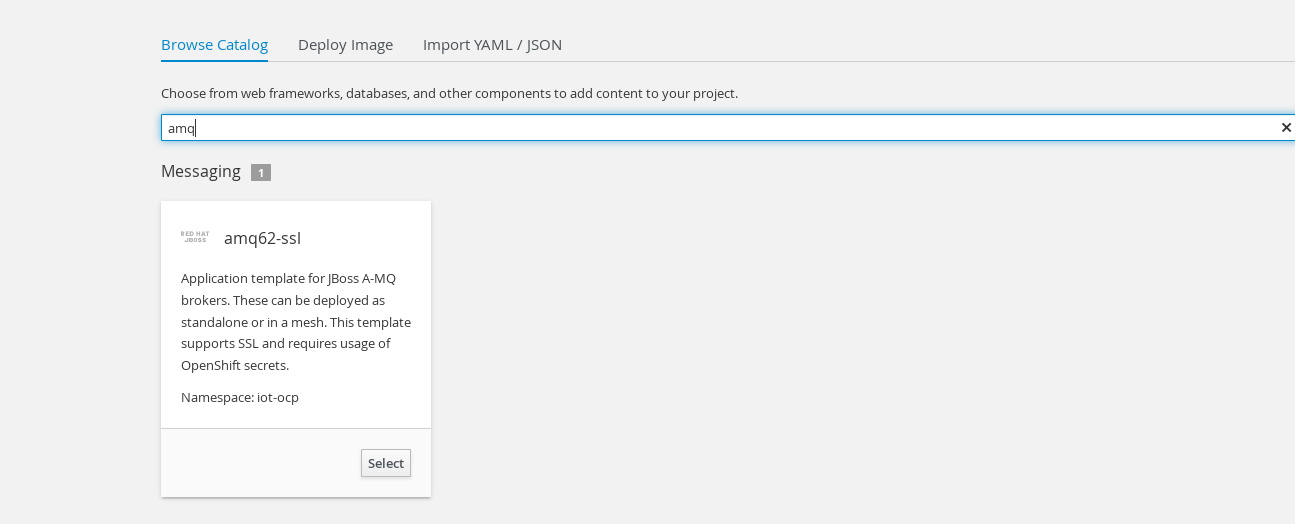 Browse Catalog Deploy Image Import YAML / JSON
Choose from web frameworks, databases, and other components to add content to your project.
amq
Messaging 1
RED HAT
JBOSS
amq62-ssl
Application template for JBoss A-MQ
brokers. These can be deployed as
standalone or in a mesh. This template
supports SSL and requires usage of
OpenShift secrets.
Namespace: iot-ocp
Select